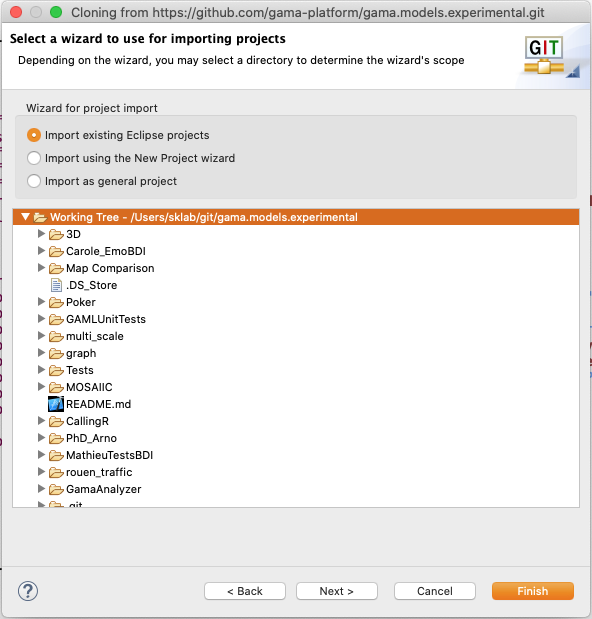 Cloning from https://github.com/gama-platform/gama.models.experimental.git
Select a wizard to use for importing projects
Depending on the wizard, you may select a directory to determine the wizard's scope
GIT
Wizard for project import
Import existing Eclipse projects
Import using the New Project wizard
Import as general project
Working Tree - /Users/sklab/git/gama.models.experimental
3D
Carole_EmoBDI
Map Comparison
.DS_Store
Poker
GAMLUnitTests
multi_scale
graph
Tests
MOSAIIC
README.md
CallingR
PhD_Arno
MathieuTestsBDI
rouen_traffic
GamaAnalyzer
.git
?
< Back
Next >
Cancel
Finish